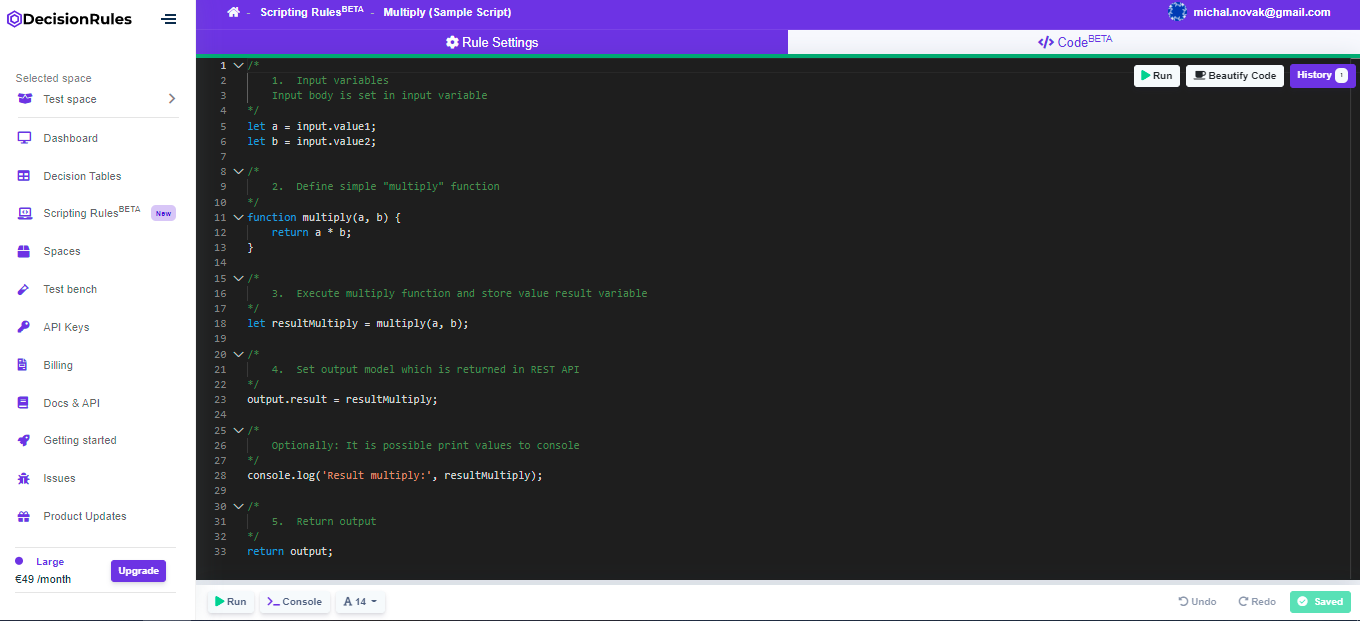 DecisionRules
Scripting RulesBETA - Multiply (Sample Script)
michal.novak@gmail.com
Rule Settings
</> CodeBETA
Selected space
Test space
Dashboard
Decision Tables
Scripting RulesBETA New
Spaces
Test bench
API Keys
Billing
Docs & API
Getting started
Issues
Product Updates
Large
€49 /month
Upgrade
Run
Beautify Code
History 1
1 /*
2 1. Input variables
3 Input body is set in input variable
4 */
5 let a = input.value1;
6 let b = input.value2;
7
8 /*
9 2. Define simple "multiply" function
10 */
11 function multiply(a, b) {
12 return a * b;
13 }
14
15 /*
16 3. Execute multiply function and store value result variable
17 */
18 let resultMultiply = multiply(a, b);
19
20 /*
21 4. Set output model which is returned in REST API
22 */
23 output.result = resultMultiply;
24
25 /*
26 Optionally: It is possible print values to console
27 */
28 console.log('Result multiply:', resultMultiply);
29
30 /*
31 5. Return output
32 */
33 return output;
Run
>_ Console
A 14
Undo
Redo
Saved